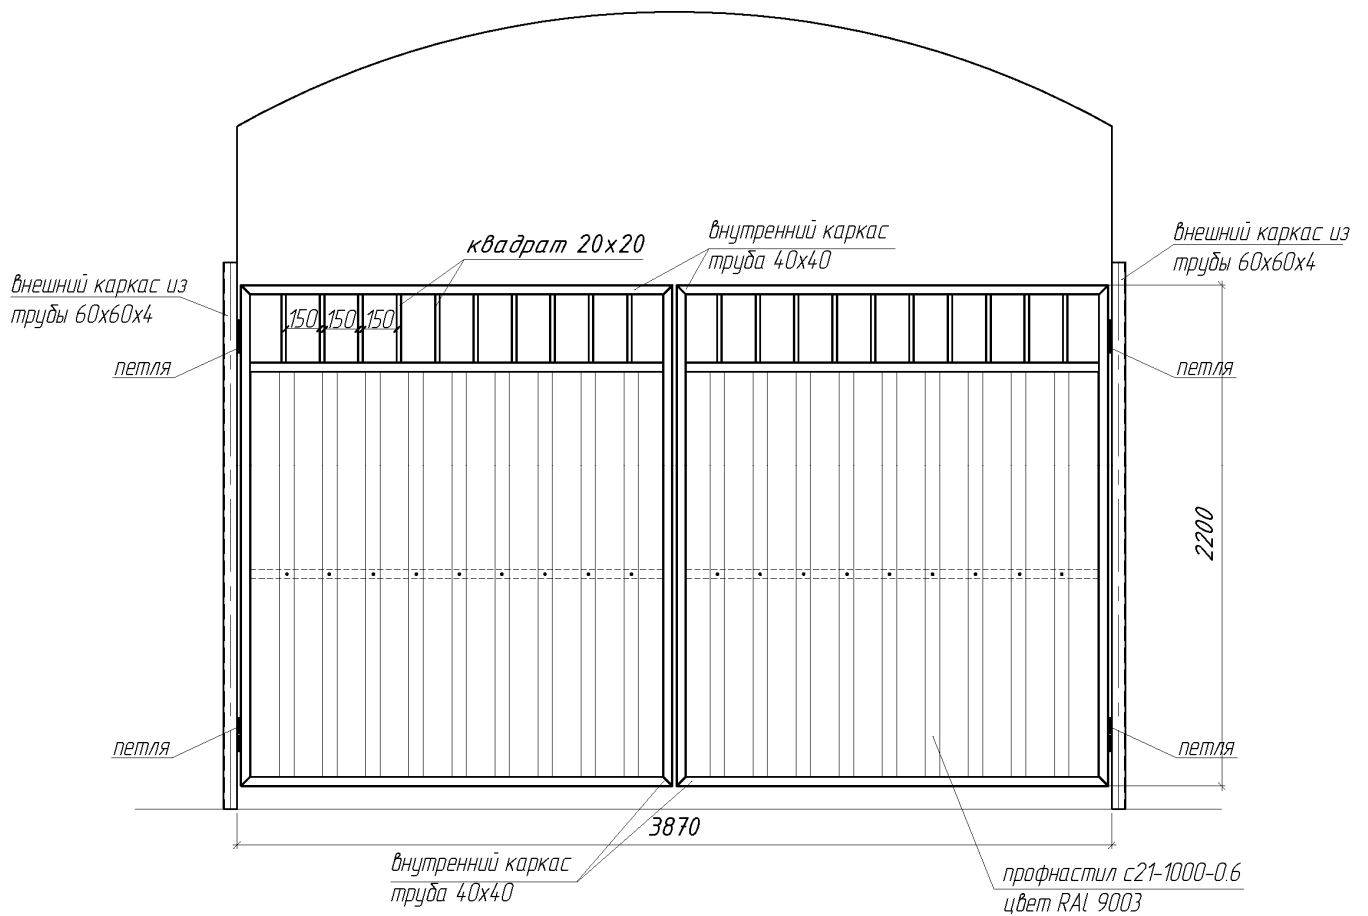 квадрат 20х20
внутренний каркас
труба 40х40
внешний каркас из
трубы 60х60х4
внешний каркас из
трубы 60х60х4
150 150 150
петля
петля
2200
петля
петля
3870
внутренний каркас
труба 40х40
профнастил с21-1000-0.6
цвет RAL 9003